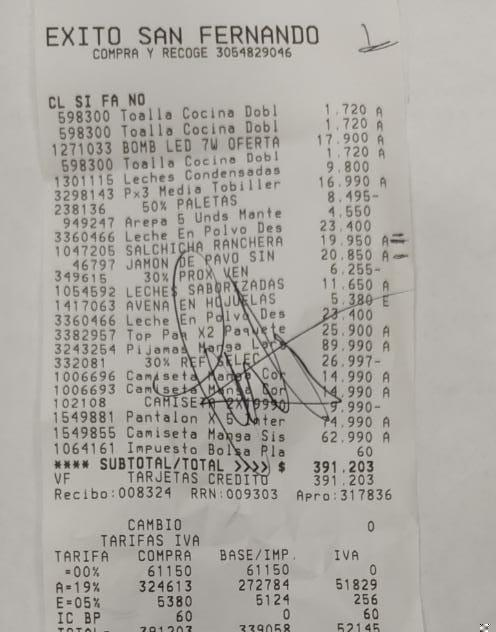 EXITO SAN FERNANDO
COMPRA Y RECOGE 3054829046
CL SI FA NO
598300 Toalla Cocina Dobl 1.720 A
598300 Toalla Cocina Dobl 1.720 A
1271033 BOMB LED 7W OFERTA 17.900 A
598300 Toalla Cocina Dobl 1.720 A
1301115 Leches Condensadas 9.800
3298143 Px3 Media Tobiller 16.990 A
238136 50% PALETAS 8.495-
949247 Arepa 5 Unds Mante 4.550
3360466 Leche En Polvo Des 23.400
1047205 SALCHICHA RANCHERA 19.950 A
46797 JAMON DE PAVO SIN 20.850 A
349615 30% PROX VEN 6.255-
1054592 LECHES SABORIZADAS 11.650 A
1417063 AVENA EN HOJUELAS 5.380 E
3360466 Leche En Polvo Des 23.400
3382957 Top Paq X2 Paquete 25.900 A
3243254 Pijamas Manga Larg 89.990 A
332081 30% REF SELEC 26.997-
1006696 Camiseta Manga Cor 14.990 A
1006693 Camiseta Manga Cor 14.990 A
102108 CAMISETA 2X19990 9.990-
1549881 Pantalon X 5 Inter 74.990 A
1549855 Camiseta Manga Sis 62.990 A
1064161 Impuesto Bolsa Pla 60
**** SUBTOTAL/TOTAL >>>> $ 391.203
VF TARJETAS CREDITO 391.203
Recibo:008324 RRN:009303 Apro:317836
CAMBIO 0
TARIFAS IVA
TARIFA COMPRA BASE/IMP. IVA
=00% 61150 61150 0
A=19% 324613 272784 51829
E=05% 5380 5124 256
IC BP 60 0 60
TOTAL= 391203 339058 52145